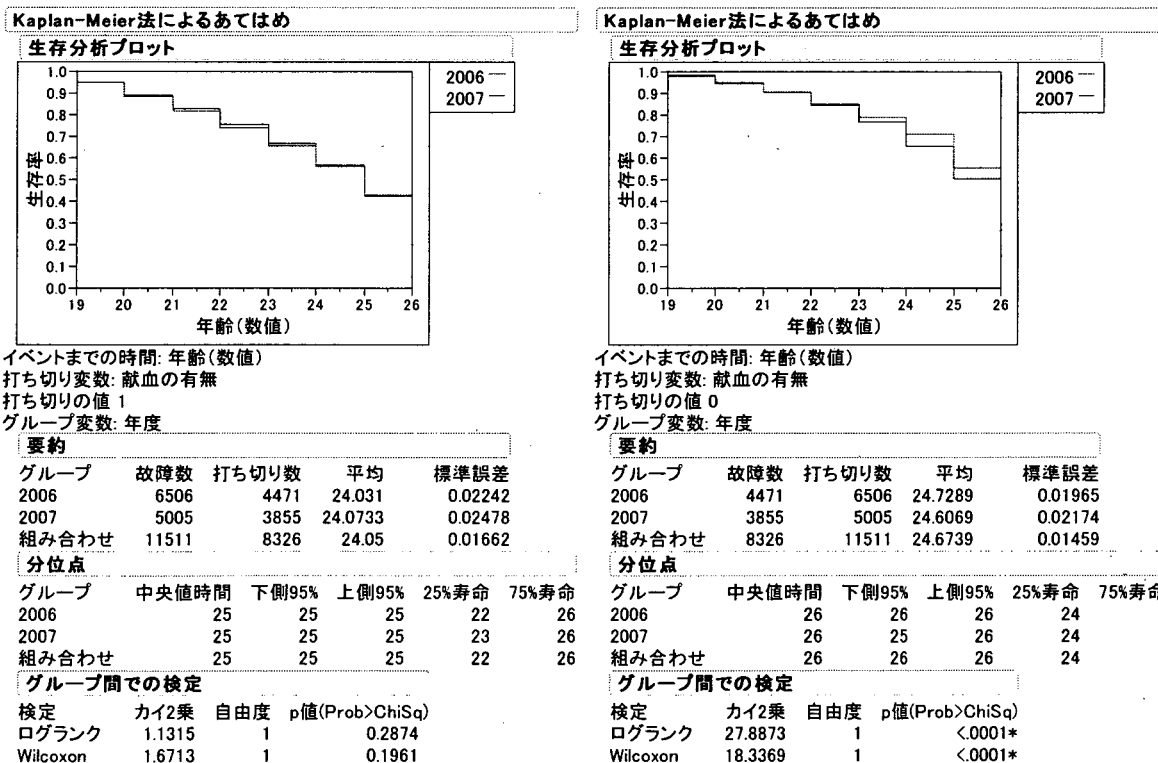 Kaplan-Meier法によるあてはめ
生存分析プロット
1.0
0.9
0.8
0.7
0.6
0.5
0.4
0.3
0.2
0.1
0.0
生存率
19 20 21 22 23 24 25 26
年齢(数値)
2006
2007
イベントまでの時間: 年齢(数値)
打ち切り変数: 献血の有無
打ち切りの値 1
グループ変数: 年度
要約
グループ 故障数 打ち切り数 平均 標準誤差
2006 6506 4471 24.031 0.02242
2007 5005 3855 24.0733 0.02478
組み合わせ 11511 8326 24.05 0.01662
分位点
グループ 中央値時間 下側95% 上側95% 25%寿命 75%寿命
2006 25 25 25 22 26
2007 25 25 25 23 26
組み合わせ 25 25 25 22 26
グループ間での検定
検定 カイ2乗 自由度 p値(Prob>ChiSq)
ログランク 1.1315 1 0.2874
Wilcoxon 1.6713 1 0.1961
Kaplan-Meier法によるあてはめ
生存分析プロット
1.0
0.9
0.8
0.7
0.6
0.5
0.4
0.3
0.2
0.1
0.0
生存率
19 20 21 22 23 24 25 26
年齢(数値)
2006
2007
イベントまでの時間: 年齢(数値)
打ち切り変数: 献血の有無
打ち切りの値 0
グループ変数: 年度
要約
グループ 故障数 打ち切り数 平均 標準誤差
2006 4471 6506 24.7289 0.01965
2007 3855 5005 24.6069 0.02174
組み合わせ 8326 11511 24.6739 0.01459
分位点
グループ 中央値時間 下側95% 上側95% 25%寿命 75%寿命
2006 26 26 26 24
2007 26 25 26 24
組み合わせ 26 26 26 24
グループ間での検定
検定 カイ2乗 自由度 p値(Prob>ChiSq)
ログランク 27.8873 1 <.0001*
Wilcoxon 18.3369 1 <.0001*